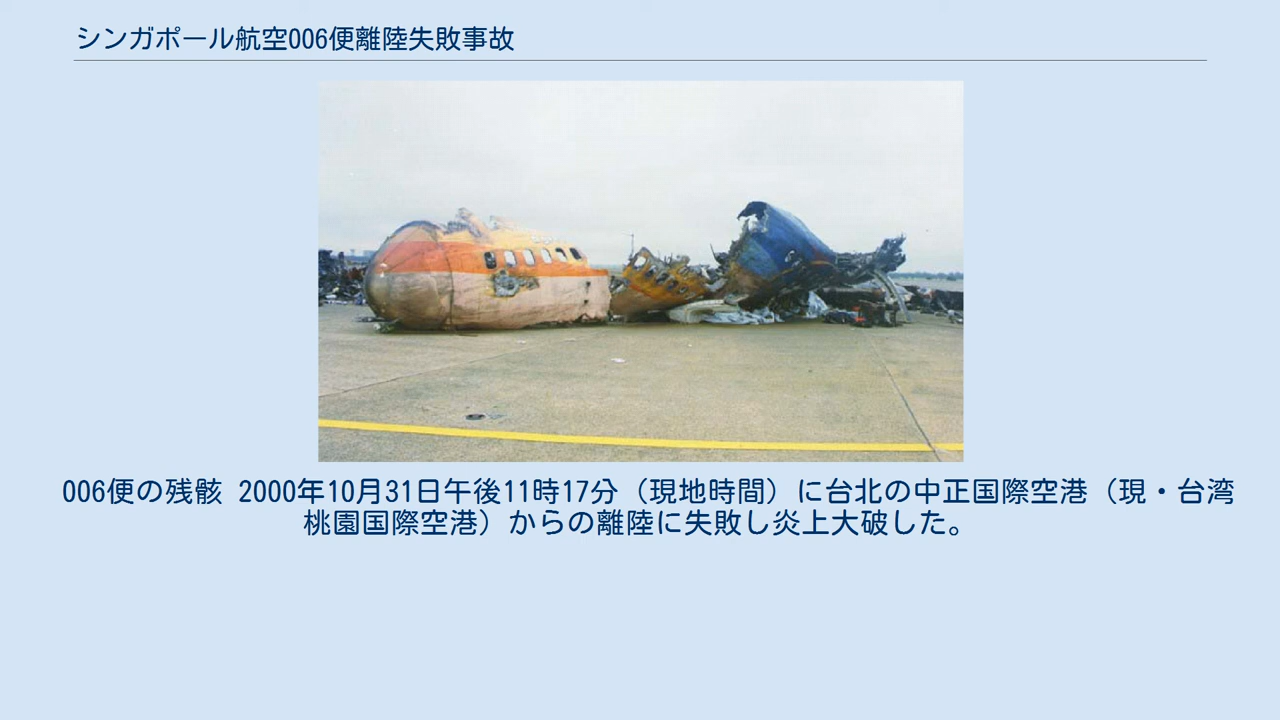 シンガポール航空006便離陸失敗事故
006便の残骸 2000年10月31日午後11時17分（現地時間）に台北の中正国際空港（現・台湾
桃園国際空港）からの離陸に失敗し炎上大破した。